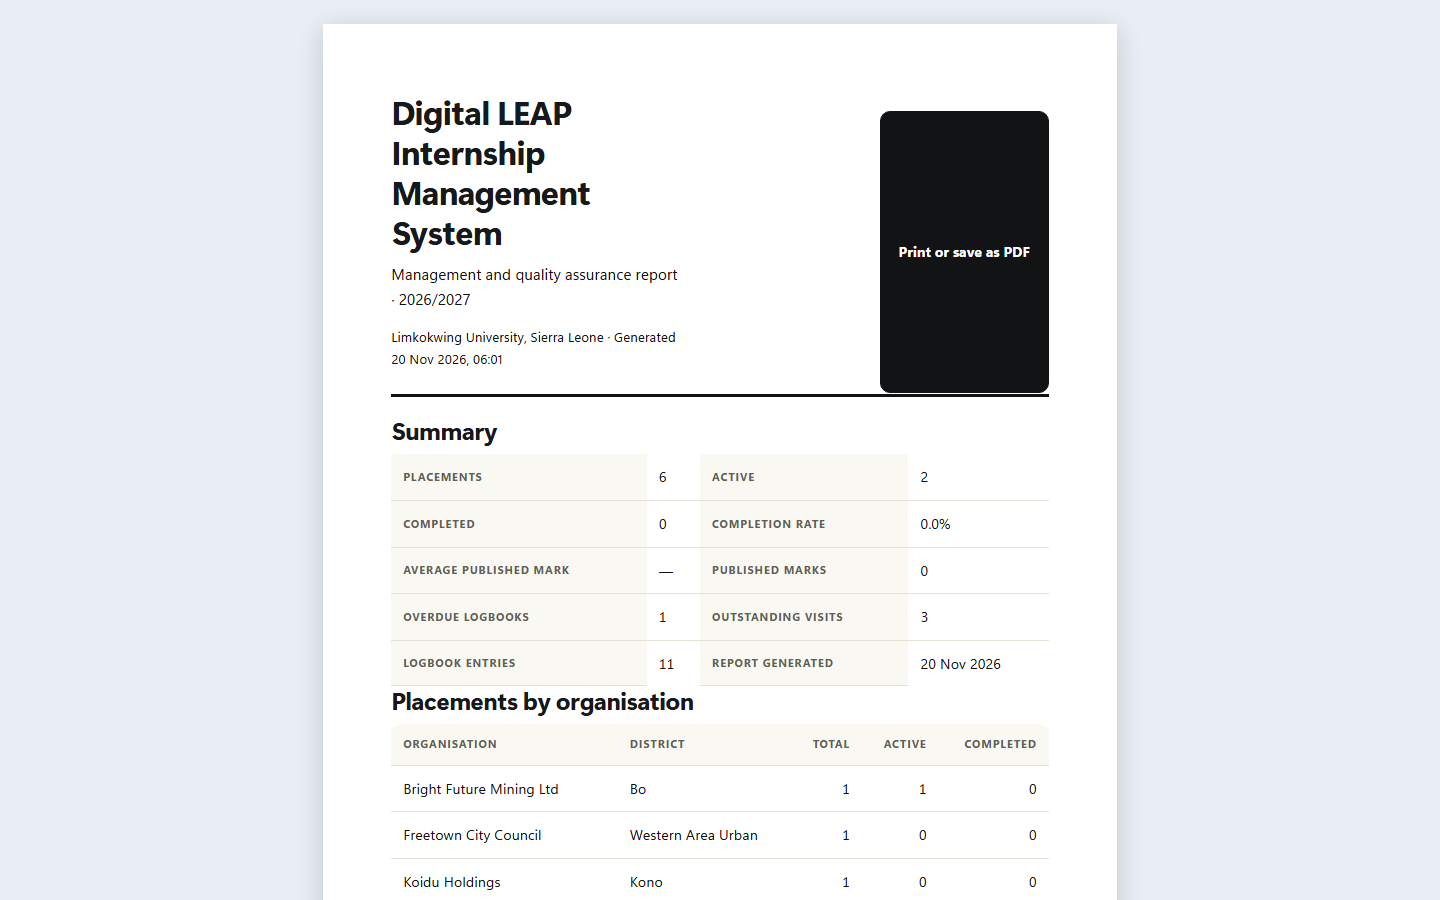 Digital LEAP
Internship
Management
System
Management and quality assurance report
· 2026/2027
Limkokwing University, Sierra Leone · Generated
20 Nov 2026, 06:01
Print or save as PDF
Summary
PLACEMENTS 6 ACTIVE 2
COMPLETED 0 COMPLETION RATE 0.0%
AVERAGE PUBLISHED MARK — PUBLISHED MARKS 0
OVERDUE LOGBOOKS 1 OUTSTANDING VISITS 3
LOGBOOK ENTRIES 11 REPORT GENERATED 20 Nov 2026
Placements by organisation
ORGANISATION DISTRICT TOTAL ACTIVE COMPLETED
Bright Future Mining Ltd Bo 1 1 0
Freetown City Council Western Area Urban 1 0 0
Koidu Holdings Kono 1 0 0